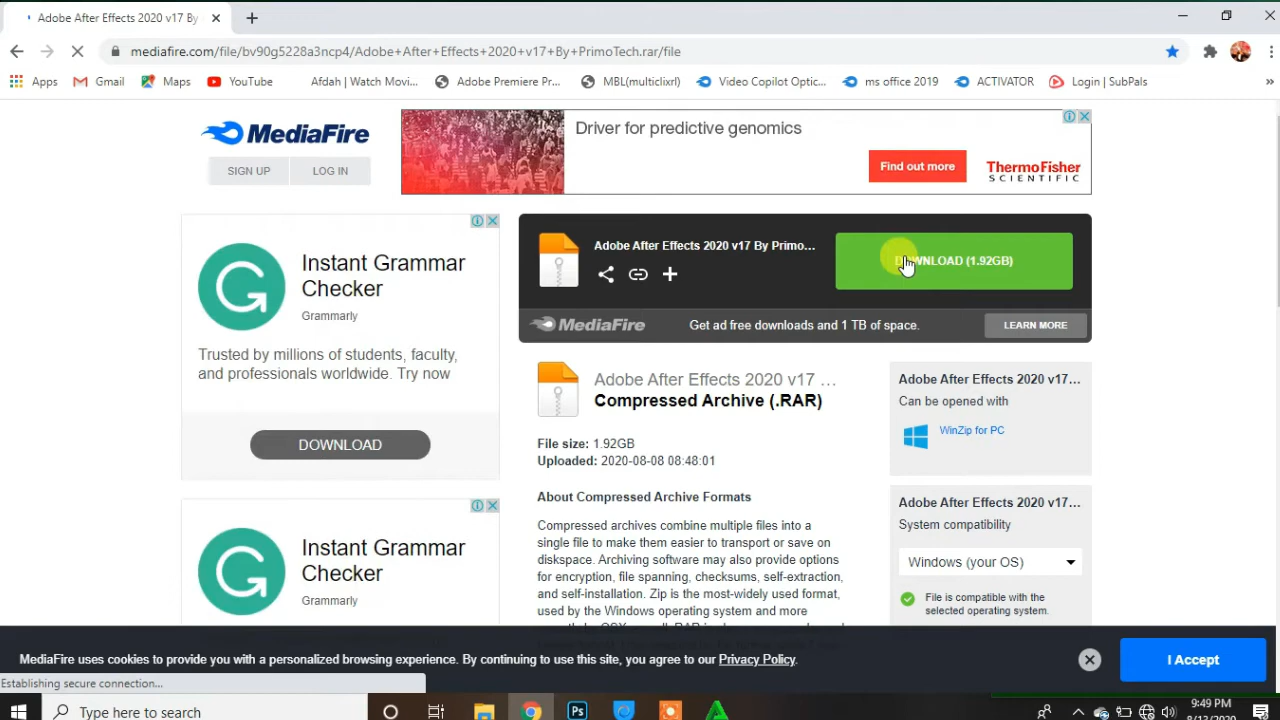 Adobe After Effects 2020 v17 By
mediafire.com/file/bv90g5228a3ncp4/Adobe+After+Effects+2020+v17+By+PrimoTech.rar/file
Apps Gmail Maps YouTube Afdah | Watch Movi... Adobe Premiere Pr... MBL(multiclixrl) Video Copilot Optic... ms office 2019 ACTIVATOR Login | SubPals »
MediaFire
SIGN UP LOG IN
Driver for predictive genomics
Find out more
ThermoFisher
SCIENTIFIC
Instant Grammar
Checker
Grammarly
Trusted by millions of students, faculty,
and professionals worldwide. Try now
DOWNLOAD
Adobe After Effects 2020 v17 By Primo...
DOWNLOAD (1.92GB)
MediaFire Get ad free downloads and 1 TB of space. LEARN MORE
Adobe After Effects 2020 v17 ...
Compressed Archive (.RAR)
File size: 1.92GB
Uploaded: 2020-08-08 08:48:01
About Compressed Archive Formats
Compressed archives combine multiple files into a
single file to make them easier to transport or save on
diskspace. Archiving software may also provide options
for encryption, file spanning, checksums, self-extraction,
and self-installation. Zip is the most-widely used format,
used by the Windows operating system and more
Adobe After Effects 2020 v17...
Can be opened with
WinZip for PC
Adobe After Effects 2020 v17...
System compatibility
Windows (your OS)
File is compatible with the
selected operating system.
Instant Grammar
Checker
Grammarly
MediaFire uses cookies to provide you with a personalized browsing experience. By continuing to use this site, you agree to our Privacy Policy.
I Accept
Establishing secure connection...
Type here to search
Ps
9:49 PM
8/13/2020